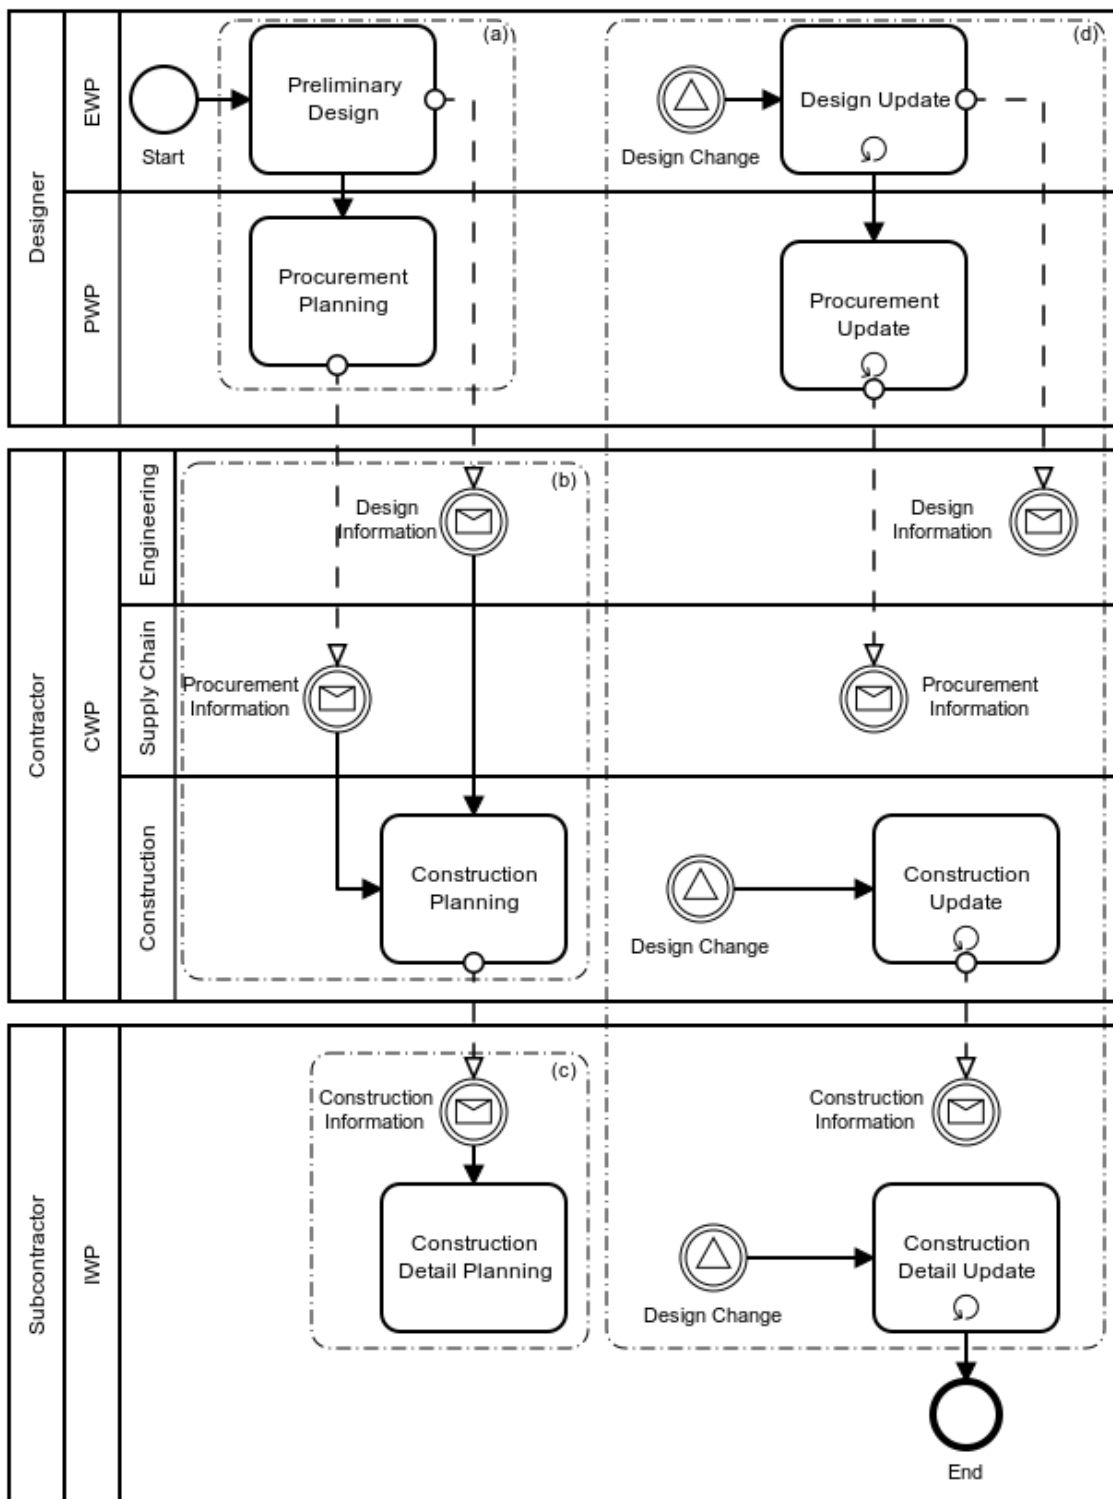 Designer
EWP
(a)
Preliminary
Design
Start
(d)
Design Update
Design Change
PWP
Procurement
Planning
Procurement
Update
Contractor
CWP
Engineering
(b)
Design
Information
Design
Information
Supply Chain
Procurement
Information
Procurement
Information
Construction
Construction
Planning
Construction
Update
Design Change
Subcontractor
IWP
(c)
Construction
Information
Construction
Information
Construction
Detail Planning
Construction
Detail Update
Design Change
End